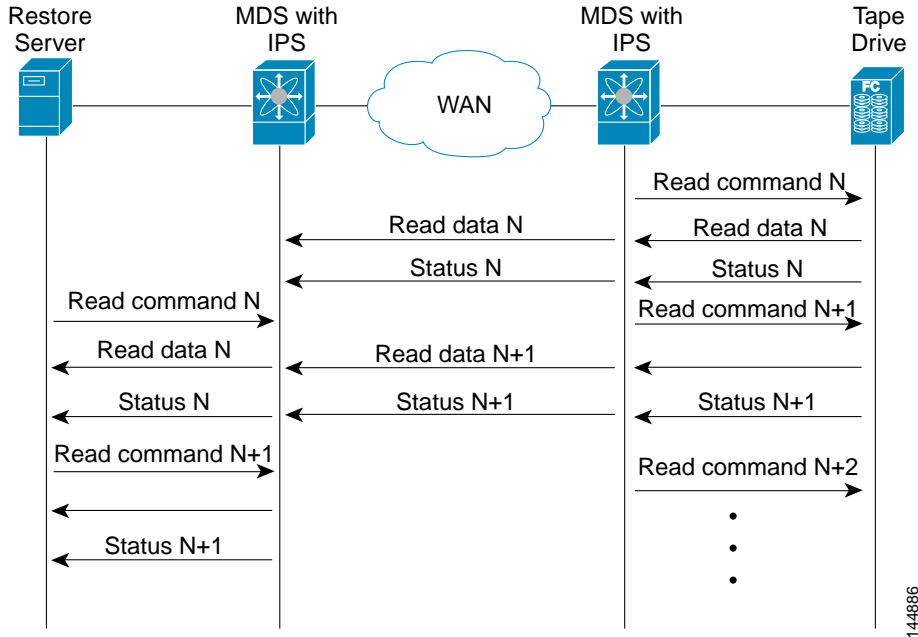 Restore
Server
MDS with
IPS
MDS with
IPS
Tape
Drive
WAN
FC
Read command N
Read data N
Read data N
Status N
Status N
Read command N
Read command N+1
Read data N
Read data N+1
Status N
Status N+1
Status N+1
Read command N+1
Read command N+2
Status N+1
144886